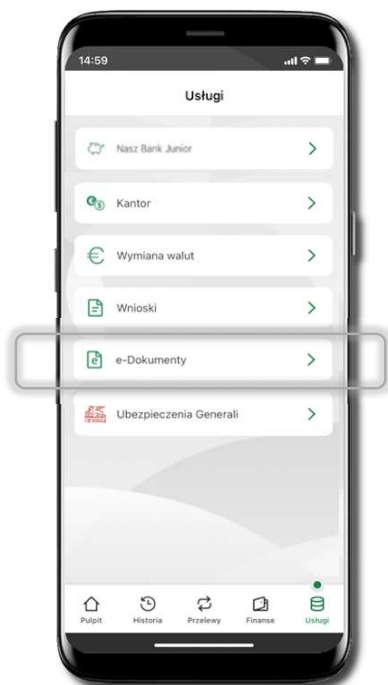 14:59
Usługi
Nasz Bank Junior
Kantor
Wymiana walut
Wnioski
e-Dokumenty
Ubezpieczenia Generali
Pulpit
Historia
Przelewy
Finanse
Usługi